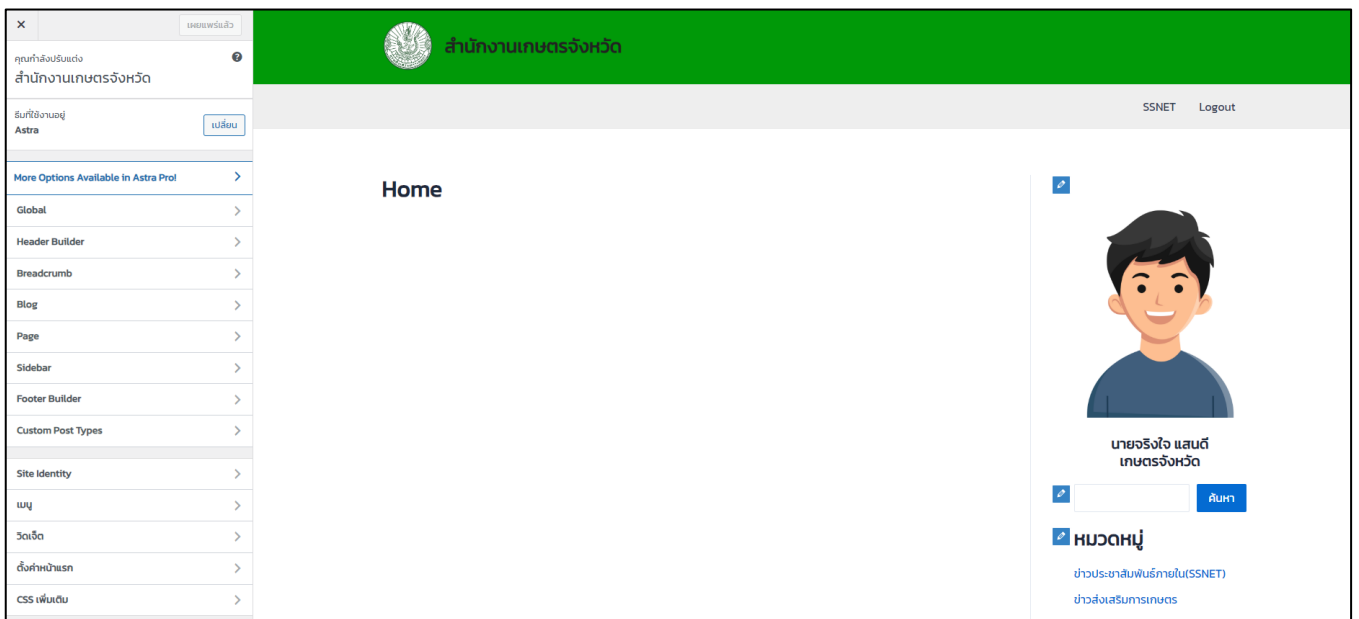 เผยแพร่แล้ว
คุณกำลังปรับแต่ง
สำนักงานเกษตรจังหวัด
ธีมที่ใช้งานอยู่
Astra
เปลี่ยน
More Options Available in Astra Pro!
Global
Header Builder
Breadcrumb
Blog
Page
Sidebar
Footer Builder
Custom Post Types
Site Identity
เมนู
วิดเจ็ต
ตั้งค่าหน้าแรก
CSS เพิ่มเติม
สำนักงานเกษตรจังหวัด
SSNET Logout
Home
นายจริงใจ แสนดี
เกษตรจังหวัด
ค้นหา
หมวดหมู่
ข่าวประชาสัมพันธ์ภายใน(SSNET)
ข่าวส่งเสริมการเกษตร